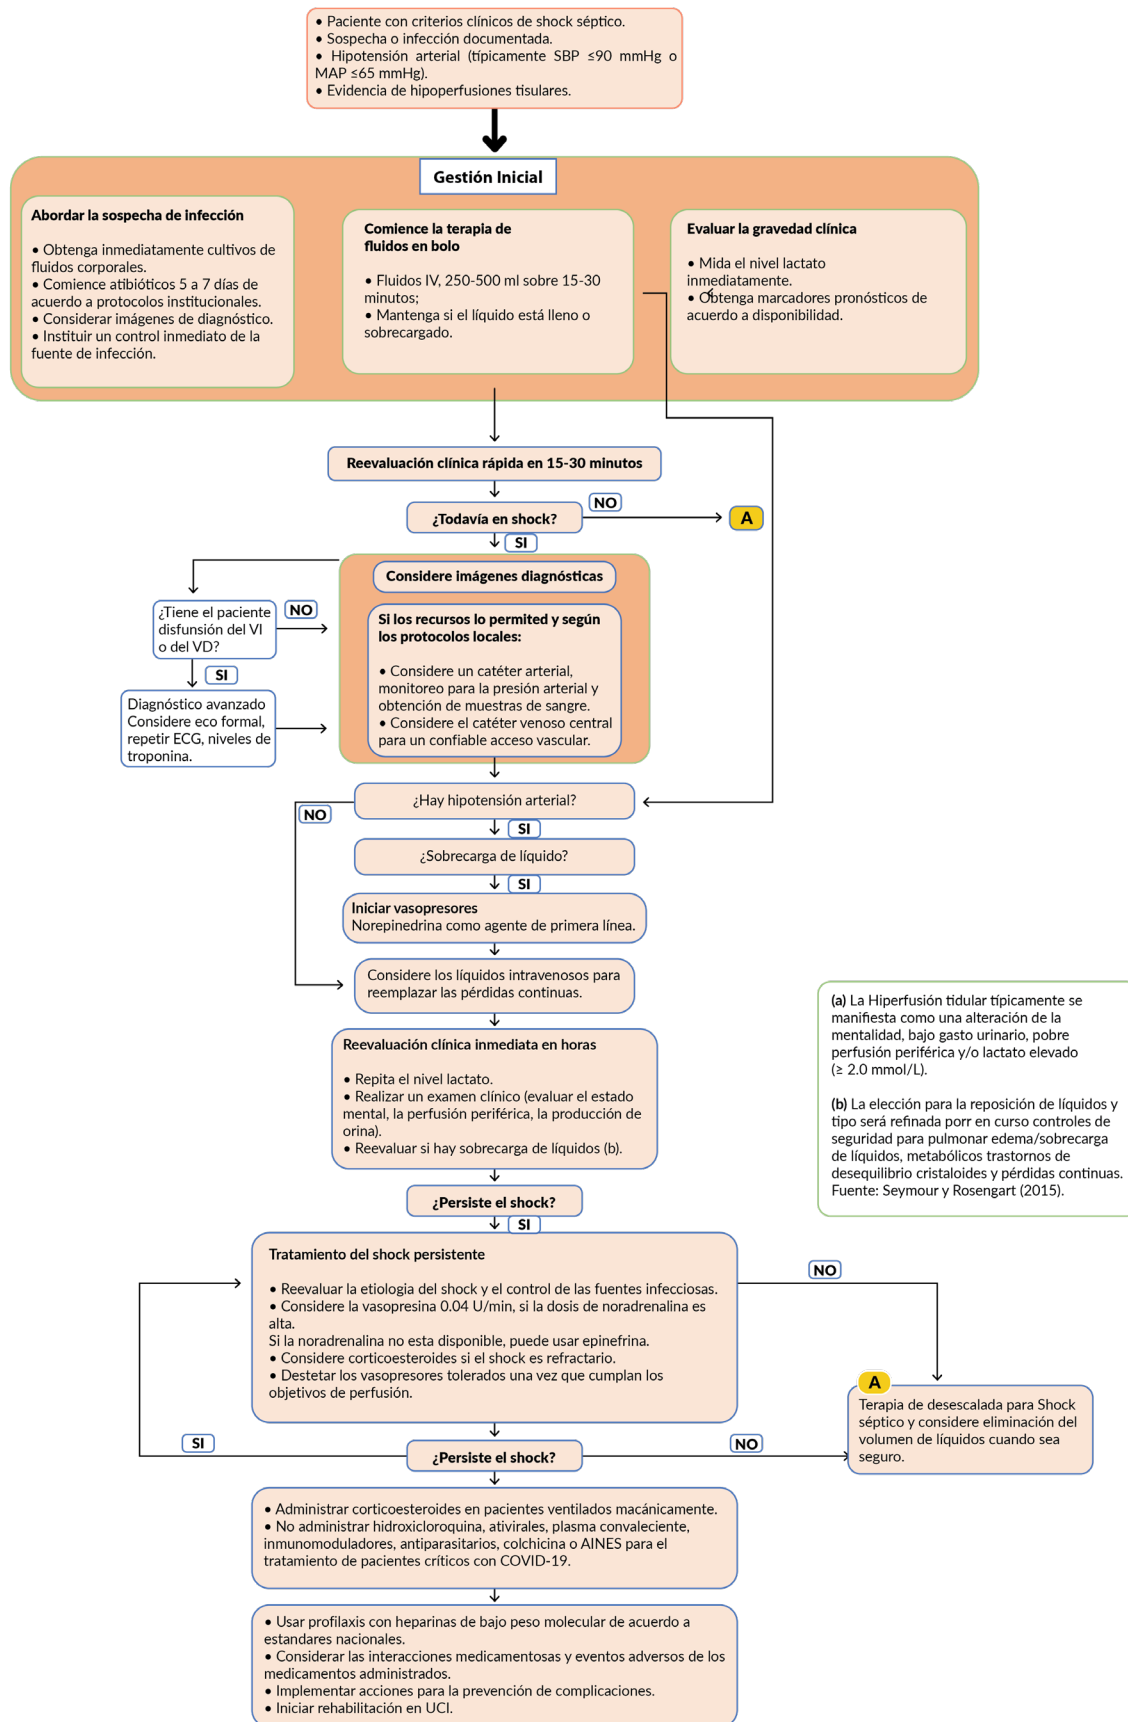 • Paciente con criterios clínicos de shock séptico.
• Sospecha o infección documentada.
• Hipotensión arterial (típicamente SBP ≤90 mmHg o
MAP ≤65 mmHg).
• Evidencia de hipoperfusiones tisulares.
Gestión Inicial
Abordar la sospecha de infección
• Obtenga inmediatamente cultivos de
fluidos corporales.
• Comience atibióticos 5 a 7 días de
acuerdo a protocolos institucionales.
• Considerar imágenes de diagnóstico.
• Instituir un control inmediato de la
fuente de infección.
Comience la terapia de
fluidos en bolo
• Fluidos IV, 250-500 ml sobre 15-30
minutos;
• Mantenga si el líquido está lleno o
sobrecargado.
Evaluar la gravedad clínica
• Mida el nivel lactato
inmediatamente.
• Obtenga marcadores pronósticos de
acuerdo a disponibilidad.
Reevaluación clínica rápida en 15-30 minutos
¿Todavía en shock?
NO
A
SI
Considere imágenes diagnósticas
¿Tiene el paciente
disfunsión del VI
o del VD?
NO
SI
Diagnóstico avanzado
Considere eco formal,
repetir ECG, niveles de
troponina.
Si los recursos lo permited y según
los protocolos locales:
• Considere un catéter arterial,
monitoreo para la presión arterial y
obtención de muestras de sangre.
• Considere el catéter venoso central
para un confiable acceso vascular.
¿Hay hipotensión arterial?
NO
SI
¿Sobrecarga de líquido?
SI
Iniciar vasopresores
Norepinedrina como agente de primera línea.
Considere los líquidos intravenosos para
reemplazar las pérdidas continuas.
Reevaluación clínica inmediata en horas
• Repita el nivel lactato.
• Realizar un examen clínico (evaluar el estado
mental, la perfusión periférica, la producción de
orina).
• Reevaluar si hay sobrecarga de líquidos (b).
(a) La Hiperfusión tidular típicamente se
manifiesta como una alteración de la
mentalidad, bajo gasto urinario, pobre
perfusión periférica y/o lactato elevado
(≥ 2.0 mmol/L).
(b) La elección para la reposición de líquidos y
tipo será refinada porr en curso controles de
seguridad para pulmonar edema/sobrecarga
de líquidos, metabólicos trastornos de
desequilibrio cristaloides y pérdidas continuas.
Fuente: Seymour y Rosengart (2015).
¿Persiste el shock?
SI
Tratamiento del shock persistente
• Reevaluar la etiologia del shock y el control de las fuentes infecciosas.
• Considere la vasopresina 0.04 U/min, si la dosis de noradrenalina es
alta.
Si la noradrenalina no esta disponible, puede usar epinefrina.
• Considere corticoesteroides si el shock es refractario.
• Destetar los vasopresores tolerados una vez que cumplan los
objetivos de perfusión.
NO
A
Terapia de desescalada para Shock
séptico y considere eliminación del
volumen de líquidos cuando sea
seguro.
SI
¿Persiste el shock?
NO
• Administrar corticoesteroides en pacientes ventilados macánicamente.
• No administrar hidroxicloroquina, ativirales, plasma convaleciente,
inmunomoduladores, antiparasitarios, colchicina o AINES para el
tratamiento de pacientes críticos con COVID-19.
• Usar profilaxis con heparinas de bajo peso molecular de acuerdo a
estandares nacionales.
• Considerar las interacciones medicamentosas y eventos adversos de los
medicamentos administrados.
• Implementar acciones para la prevención de complicaciones.
• Iniciar rehabilitación en UCI.